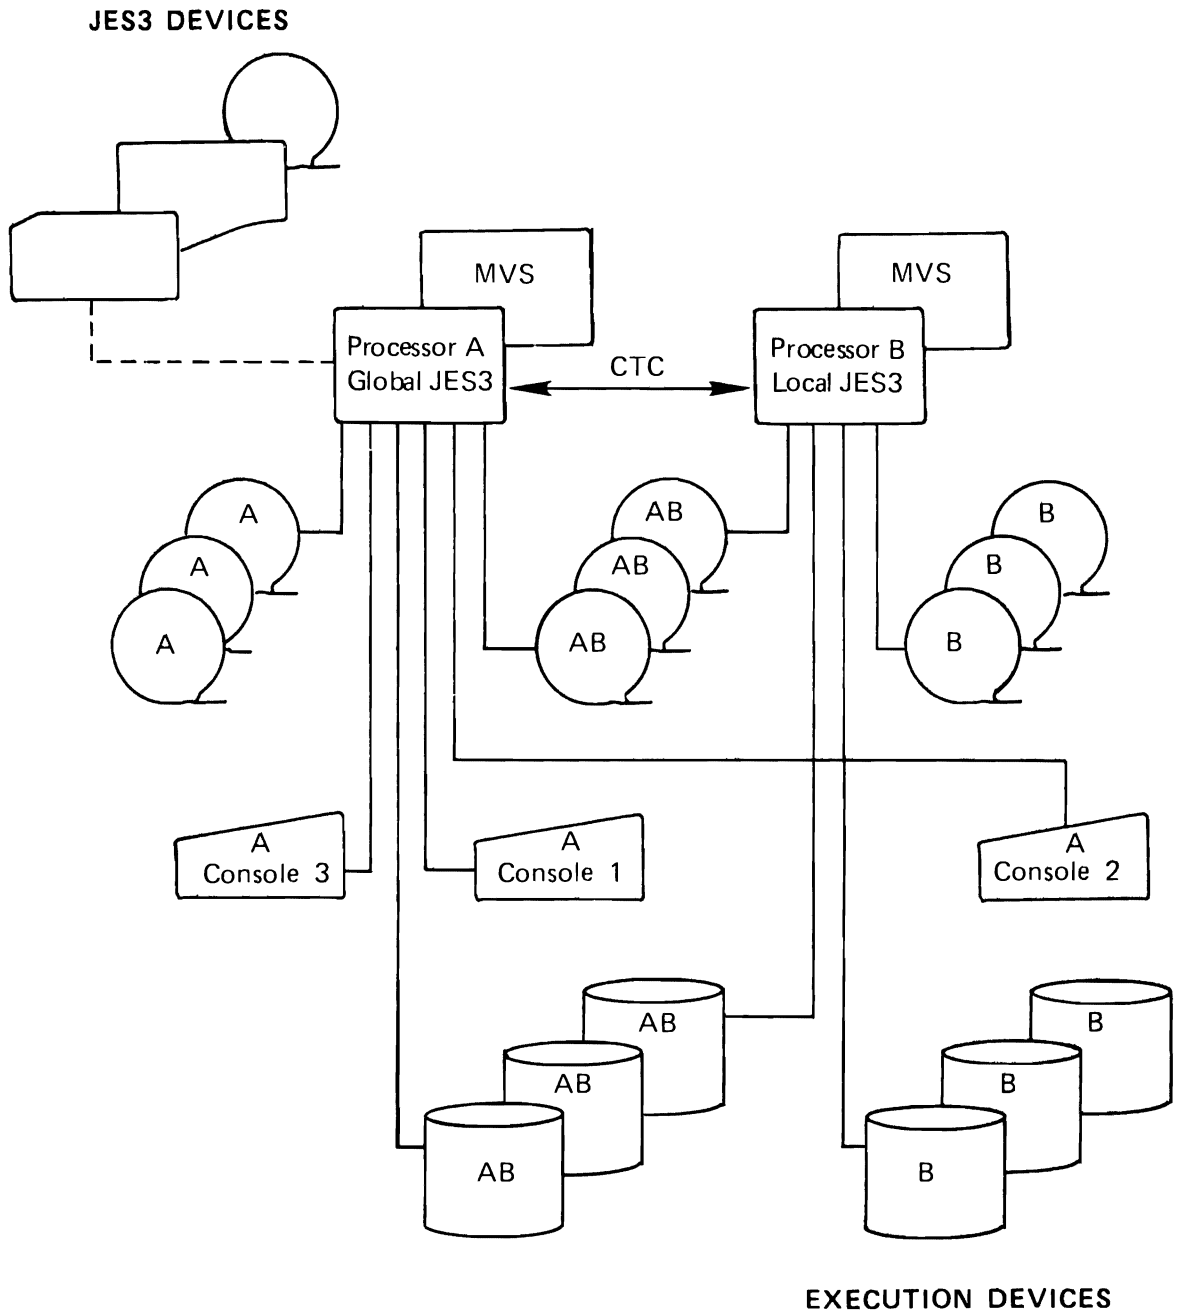 JES3 DEVICES
MVS
MVS
Processor A
Global JES3
CTC
Processor B
Local JES3
A
A
A
AB
AB
AB
B
B
B
A
Console 3
A
Console 1
A
Console 2
AB
AB
AB
B
B
B
EXECUTION DEVICES